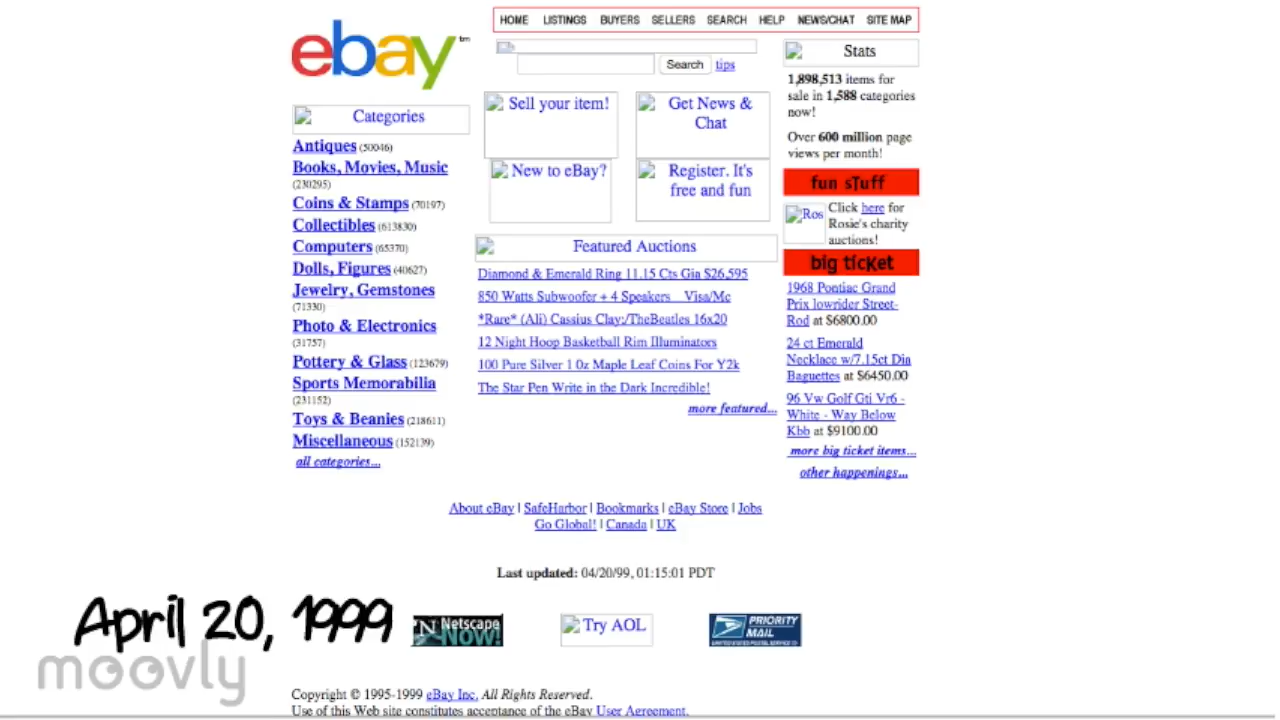 ebay™
HOME LISTINGS BUYERS SELLERS SEARCH HELP NEWS/CHAT SITE MAP
Search tips
Categories
Antiques (50046)
Books, Movies, Music
(230295)
Coins & Stamps (70197)
Collectibles (613830)
Computers (65370)
Dolls, Figures (40627)
Jewelry, Gemstones
(71330)
Photo & Electronics
(31757)
Pottery & Glass (123679)
Sports Memorabilia
(231152)
Toys & Beanies (218611)
Miscellaneous (152139)
all categories...
Sell your item!
Get News &
Chat
New to eBay?
Register. It's
free and fun
Featured Auctions
Diamond & Emerald Ring 11.15 Cts Gia $26,595
850 Watts Subwoofer + 4 Speakers__Visa/Mc
*Rare* (Ali) Cassius Clay:/TheBeatles 16x20
12 Night Hoop Basketball Rim Illuminators
100 Pure Silver 1 0z Maple Leaf Coins For Y2k
The Star Pen Write in the Dark Incredible!
more featured...
Stats
1,898,513 items for
sale in 1,588 categories
now!
Over 600 million page
views per month!
fun stuff
Ros
Click here for
Rosie's charity
auctions!
big ticket
1968 Pontiac Grand
Prix lowrider Street-
Rod at $6800.00
24 ct Emerald
Necklace w/7.15ct Dia
Baguettes at $6450.00
96 Vw Golf Gti Vr6 -
White - Way Below
Kbb at $9100.00
more big ticket items...
other happenings...
About eBay | SafeHarbor | Bookmarks | eBay Store | Jobs
Go Global! | Canada | UK
Last updated: 04/20/99, 01:15:01 PDT
April 20, 1999
moovly
N Netscape
NOW!
Try AOL
PRIORITY
MAIL
UNITED STATES POSTAL SERVICE
Copyright © 1995-1999 eBay Inc. All Rights Reserved.
Use of this Web site constitutes acceptance of the eBay User Agreement.